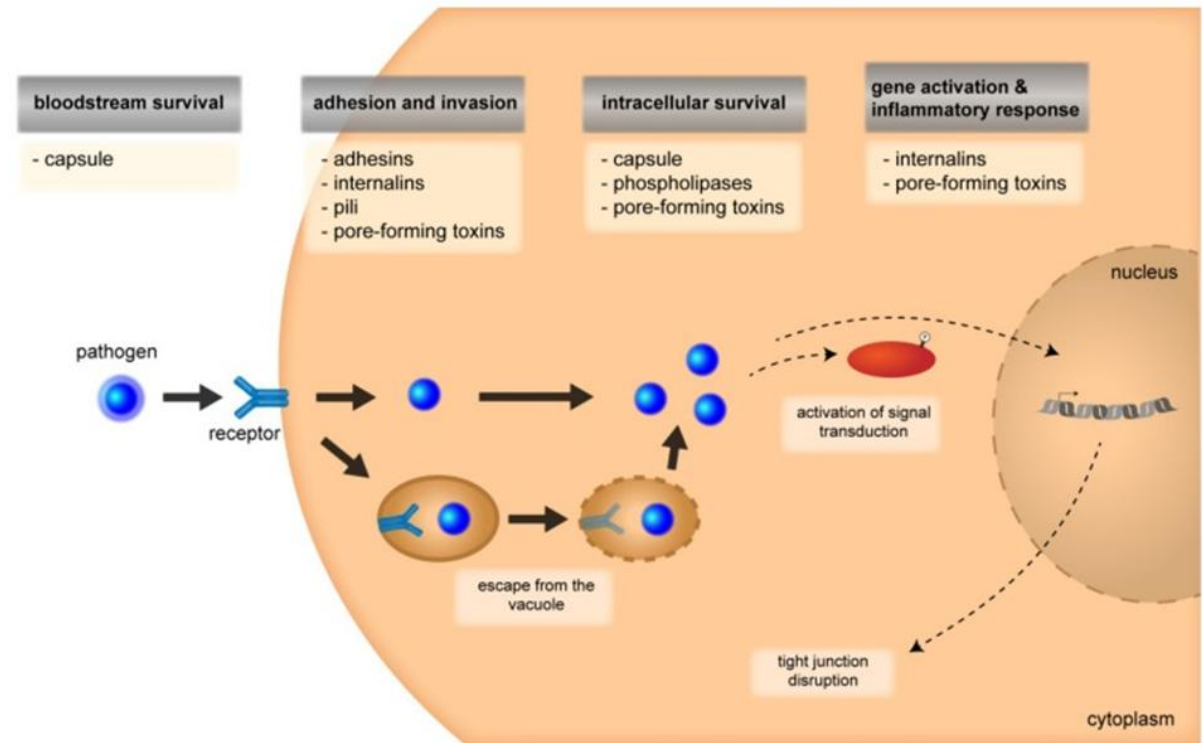 bloodstream survival
- capsule
adhesion and invasion
- adhesins
- internalins
- pili
- pore-forming toxins
intracellular survival
- capsule
- phospholipases
- pore-forming toxins
gene activation &
inflammatory response
- internalins
- pore-forming toxins
nucleus
pathogen
receptor
P
activation of signal
transduction
escape from the
vacuole
tight junction
disruption
cytoplasm